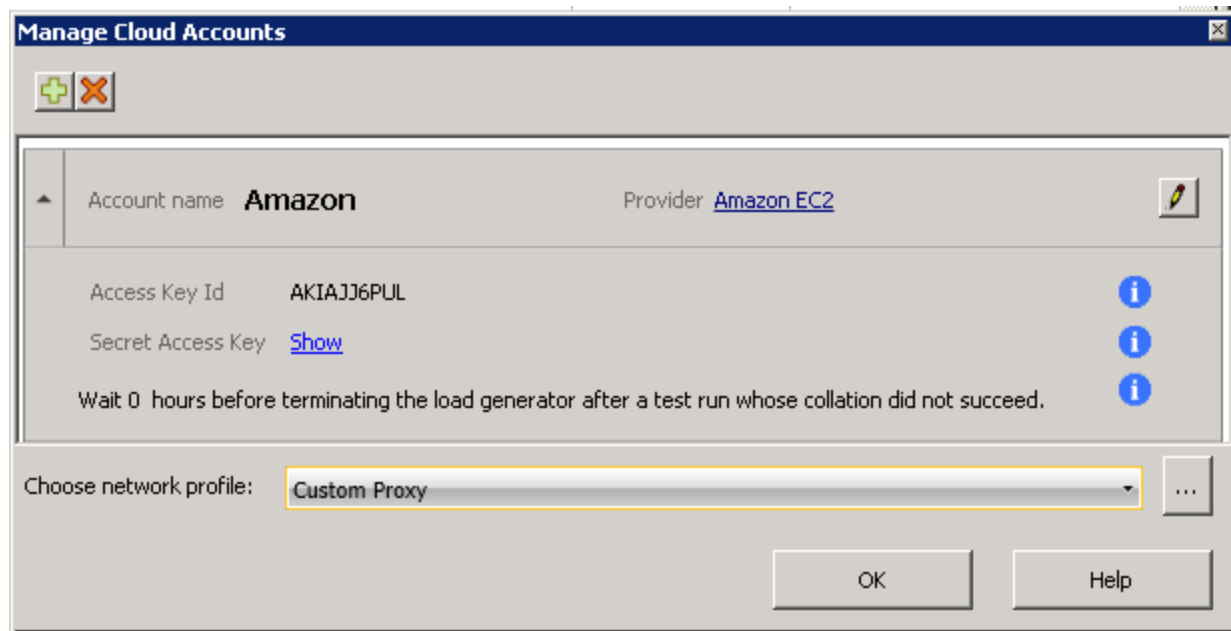 Manage Cloud Accounts
Account name Amazon Provider Amazon EC2
Access Key Id AKIAJJ6PUL
Secret Access Key Show
Wait 0 hours before terminating the load generator after a test run whose collation did not succeed.
Choose network profile: Custom Proxy ...
OK Help